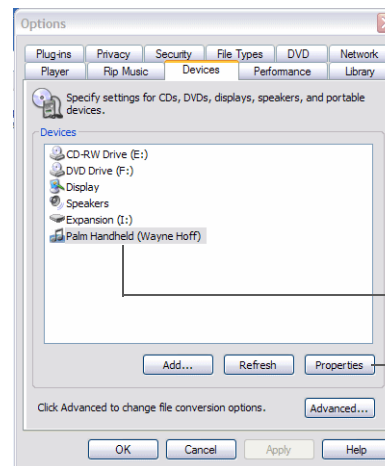 Options
Plug-ins Privacy Security File Types DVD Network
Player Rip Music Devices Performance Library
Specify settings for CDs, DVDs, displays, speakers, and portable
devices.
Devices
CD-RW Drive (E:)
DVD Drive (F:)
Display
Speakers
Expansion (I:)
Palm Handheld (Wayne Hoff)
Add... Refresh Properties
Click Advanced to change file conversion options. Advanced...
OK Cancel Apply Help